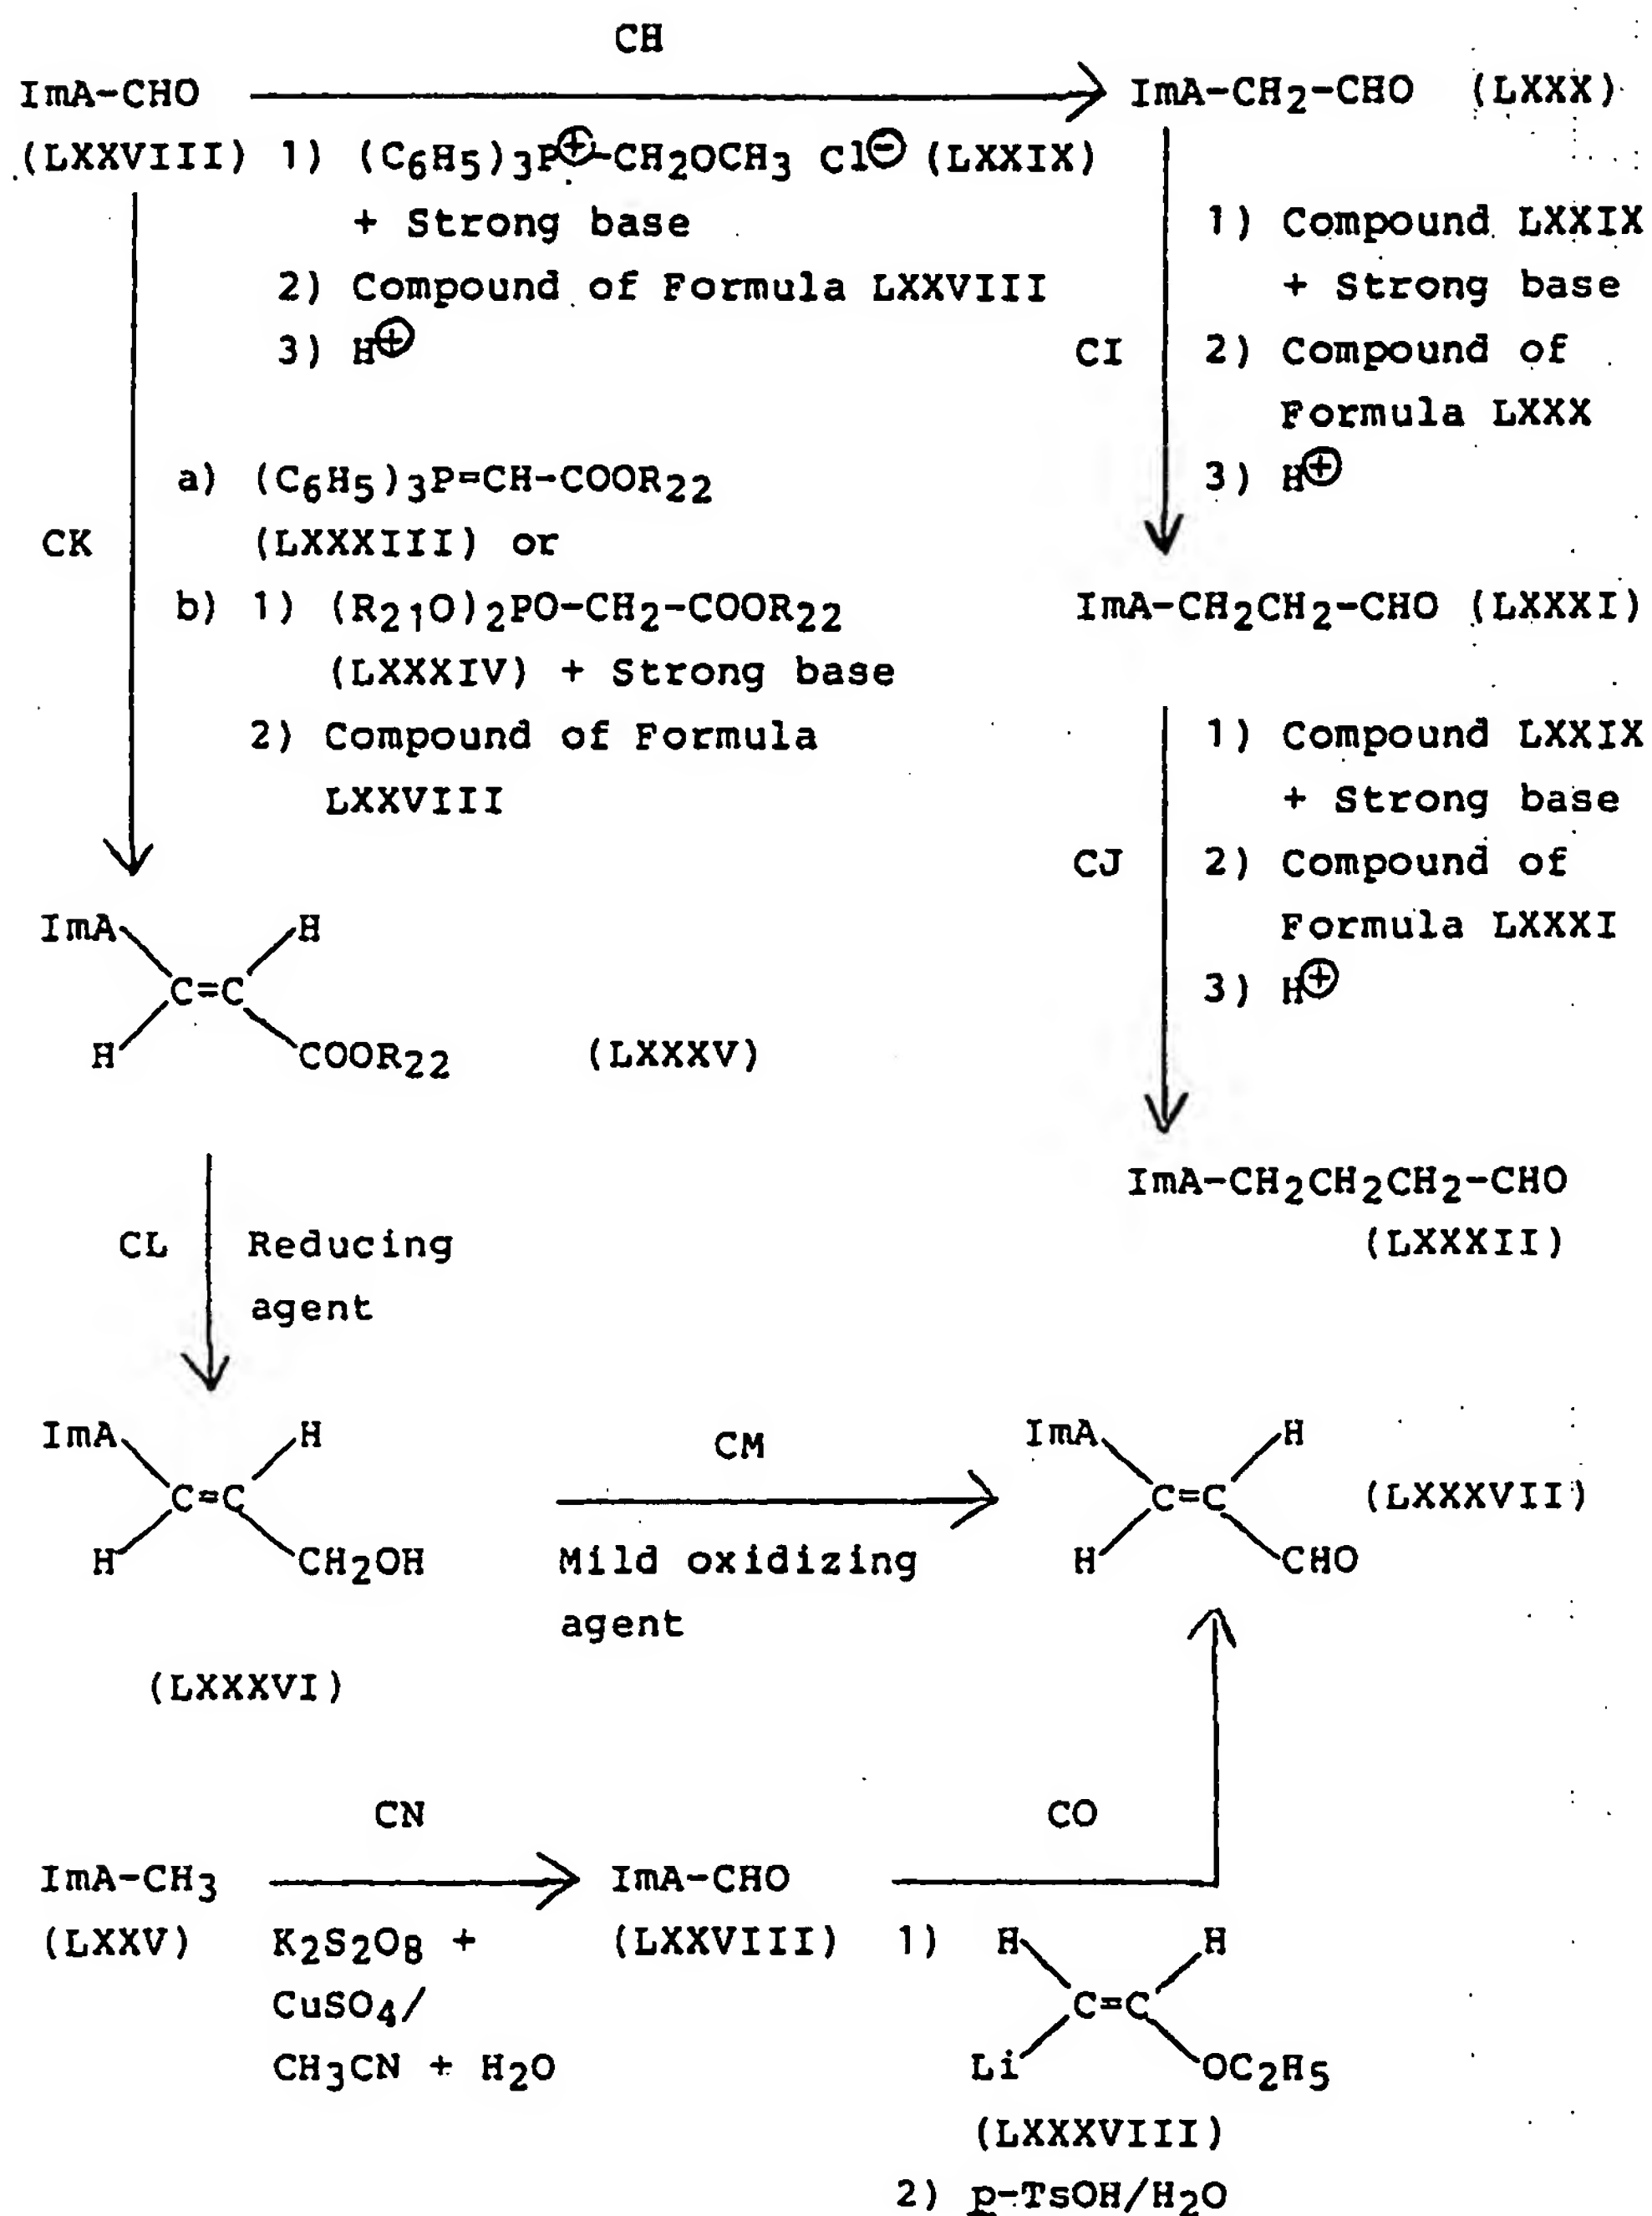 CH
ImA-CHO ImA-CH2-CHO (LXXX)
(LXXVIII) 1) (C6H5)3P⊕-CH2OCH3 Cl⊖ (LXXIX)
+ Strong base
2) Compound of Formula LXXVIII
3) H⊕
CI
1) Compound LXXIX
+ Strong base
2) Compound of
Formula LXXX
3) H⊕
CK
a) (C6H5)3P=CH-COOR22
(LXXXIII) or
b) 1) (R21O)2PO-CH2-COOR22
(LXXXIV) + Strong base
2) Compound of Formula
LXXVIII
ImA-CH2CH2-CHO (LXXXI)
CJ
1) Compound LXXIX
+ Strong base
2) Compound of
Formula LXXXI
3) H⊕
ImA H
C=C
H COOR22 (LXXXV)
ImA-CH2CH2CH2-CHO
(LXXXII)
CL Reducing
agent
ImA H
C=C
H CH2OH
(LXXXVI)
CM
Mild oxidizing
agent
ImA H
C=C (LXXXVII)
H CHO
CN
ImA-CH3 ImA-CHO
(LXXV) K2S2O8 + (LXXVIII)
CuSO4/
CH3CN + H2O
CO
1) H H
C=C
Li OC2H5
(LXXXVIII)
2) p-TsOH/H2O